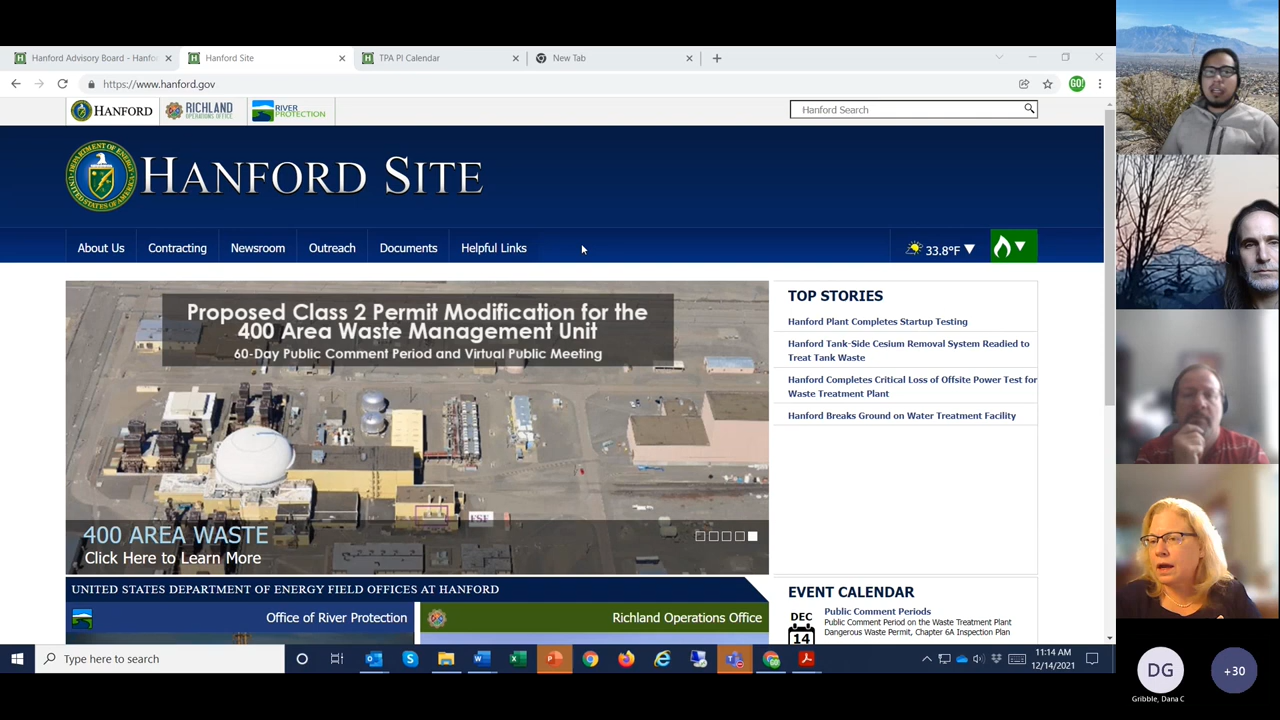 Hanford Advisory Board - Hanfo
Hanford Site
TPA PI Calendar
New Tab
https://www.hanford.gov
GO!
HANFORD
RICHLAND
OPERATIONS OFFICE
RIVER
PROTECTION
Hanford Search
HANFORD SITE
About Us
Contracting
Newsroom
Outreach
Documents
Helpful Links
33.8°F
Proposed Class 2 Permit Modification for the
400 Area Waste Management Unit
60-Day Public Comment Period and Virtual Public Meeting
400 AREA WASTE
Click Here to Learn More
TOP STORIES
Hanford Plant Completes Startup Testing
Hanford Tank-Side Cesium Removal System Readied to
Treat Tank Waste
Hanford Completes Critical Loss of Offsite Power Test for
Waste Treatment Plant
Hanford Breaks Ground on Water Treatment Facility
UNITED STATES DEPARTMENT OF ENERGY FIELD OFFICES AT HANFORD
Office of River Protection
Richland Operations Office
EVENT CALENDAR
DEC
14
Public Comment Periods
Public Comment Period on the Waste Treatment Plant
Dangerous Waste Permit, Chapter 6A Inspection Plan
Type here to search
11:14 AM
12/14/2021
DG
Gribble, Dana C
+30